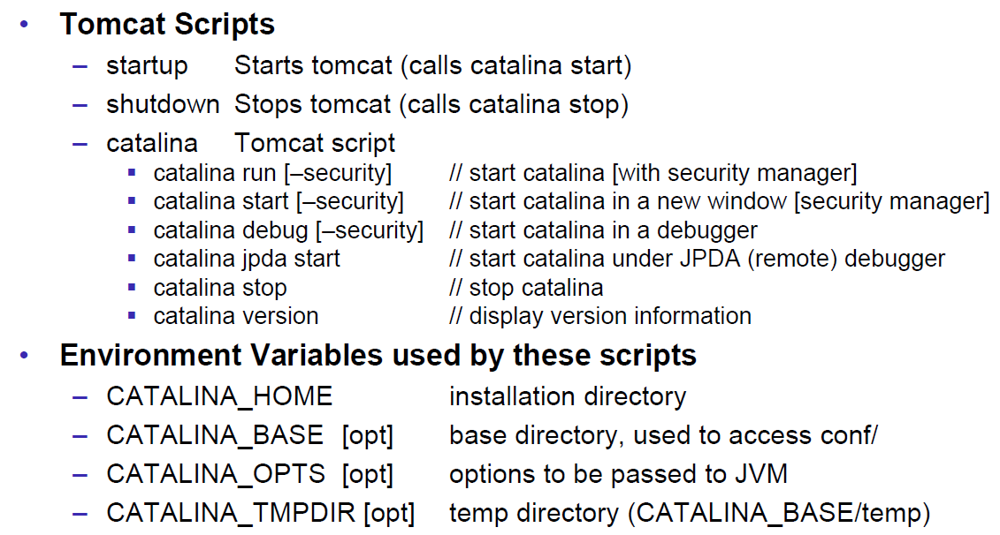 • Tomcat Scripts
– startup Starts tomcat (calls catalina start)
– shutdown Stops tomcat (calls catalina stop)
– catalina Tomcat script
▪ catalina run [–security] // start catalina [with security manager]
▪ catalina start [–security] // start catalina in a new window [security manager]
▪ catalina debug [–security] // start catalina in a debugger
▪ catalina jpda start // start catalina under JPDA (remote) debugger
▪ catalina stop // stop catalina
▪ catalina version // display version information
• Environment Variables used by these scripts
– CATALINA_HOME installation directory
– CATALINA_BASE [opt] base directory, used to access conf/
– CATALINA_OPTS [opt] options to be passed to JVM
– CATALINA_TMPDIR [opt] temp directory (CATALINA_BASE/temp)